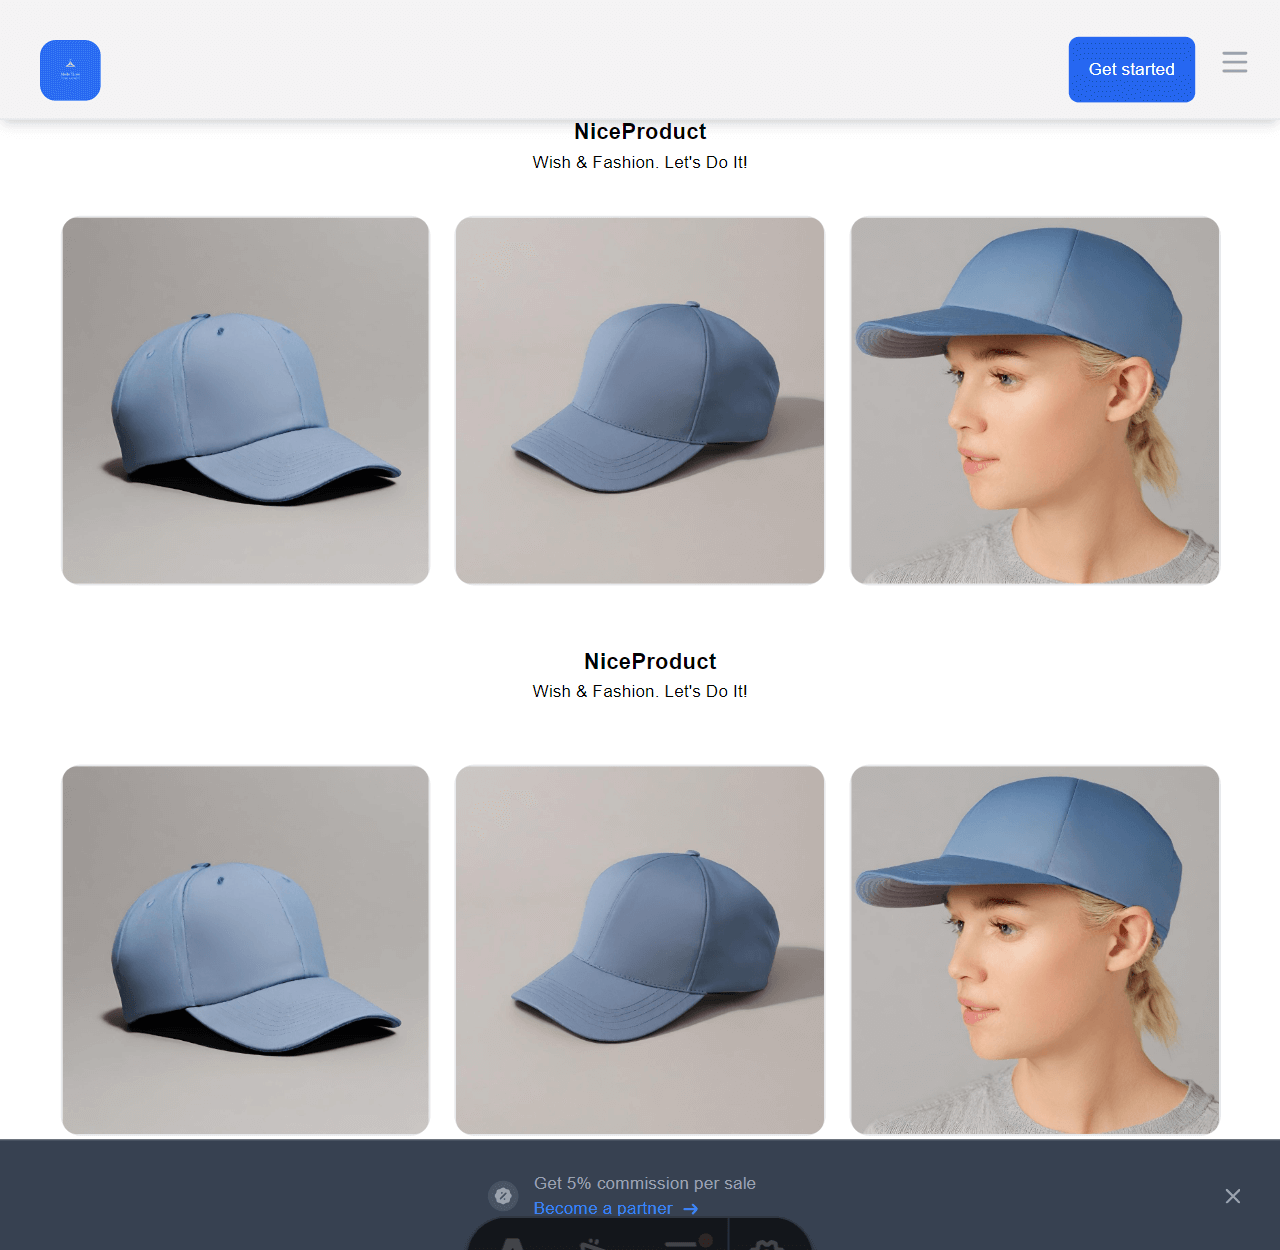 Get started
NiceProduct
Wish & Fashion. Let's Do It!
NiceProduct
Wish & Fashion. Let's Do It!
Get 5% commission per sale
Become a partner →